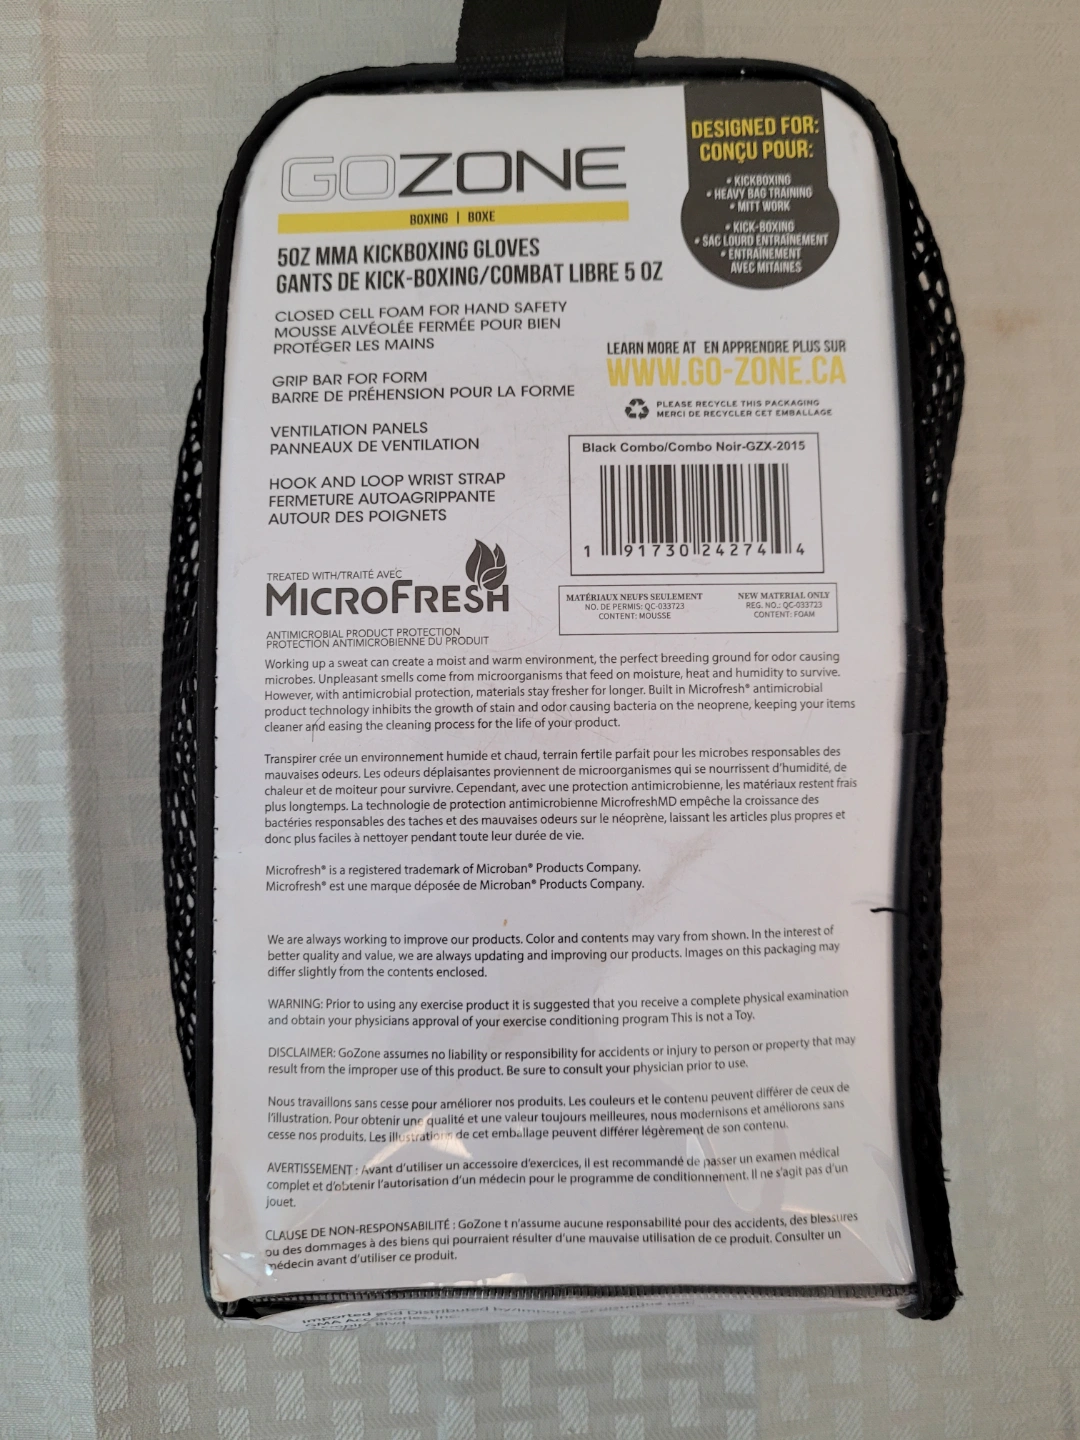 GOZONE
BOXING | BOXE
5OZ MMA KICKBOXING GLOVES
GANTS DE KICK-BOXING/COMBAT LIBRE 5 OZ
DESIGNED FOR:
CONÇU POUR:
• KICKBOXING
• HEAVY BAG TRAINING
• MITT WORK
• KICK-BOXING
• SAC LOURD ENTRAÎNEMENT
• ENTRAÎNEMENT
AVEC MITAINES
CLOSED CELL FOAM FOR HAND SAFETY
MOUSSE ALVÉOLÉE FERMÉE POUR BIEN
PROTÉGER LES MAINS
GRIP BAR FOR FORM
BARRE DE PRÉHENSION POUR LA FORME
VENTILATION PANELS
PANNEAUX DE VENTILATION
HOOK AND LOOP WRIST STRAP
FERMETURE AUTOAGRIPPANTE
AUTOUR DES POIGNETS
LEARN MORE AT EN APPRENDRE PLUS SUR
WWW.GO-ZONE.CA
PLEASE RECYCLE THIS PACKAGING
MERCI DE RECYCLER CET EMBALLAGE
Black Combo/Combo Noir-GZX-2015
1 91730 24274 4
MATÉRIAUX NEUFS SEULEMENT
NO. DE PERMIS: QC-033723
CONTENT: MOUSSE
NEW MATERIAL ONLY
REG. NO.: QC-033723
CONTENT: FOAM
TREATED WITH/TRAITÉ AVEC
MICROFRESH
ANTIMICROBIAL PRODUCT PROTECTION
PROTECTION ANTIMICROBIENNE DU PRODUIT
Working up a sweat can create a moist and warm environment, the perfect breeding ground for odor causing
microbes. Unpleasant smells come from microorganisms that feed on moisture, heat and humidity to survive.
However, with antimicrobial protection, materials stay fresher for longer. Built in Microfresh® antimicrobial
product technology inhibits the growth of stain and odor causing bacteria on the neoprene, keeping your items
cleaner and easing the cleaning process for the life of your product.
Transpirer crée un environnement humide et chaud, terrain fertile parfait pour les microbes responsables des
mauvaises odeurs. Les odeurs déplaisantes proviennent de microorganismes qui se nourrissent d'humidité, de
chaleur et de moiteur pour survivre. Cependant, avec une protection antimicrobienne, les matériaux restent frais
plus longtemps. La technologie de protection antimicrobienne MicrofreshMD empêche la croissance des
bactéries responsables des taches et des mauvaises odeurs sur le néoprène, laissant les articles plus propres et
donc plus faciles à nettoyer pendant toute leur durée de vie.
Microfresh® is a registered trademark of Microban® Products Company.
Microfresh® est une marque déposée de Microban® Products Company.
We are always working to improve our products. Color and contents may vary from shown. In the interest of
better quality and value, we are always updating and improving our products. Images on this packaging may
differ slightly from the contents enclosed.
WARNING: Prior to using any exercise product it is suggested that you receive a complete physical examination
and obtain your physicians approval of your exercise conditioning program This is not a Toy.
DISCLAIMER: GoZone assumes no liability or responsibility for accidents or injury to person or property that may
result from the improper use of this product. Be sure to consult your physician prior to use.
Nous travaillons sans cesse pour améliorer nos produits. Les couleurs et le contenu peuvent différer de ceux de
l'illustration. Pour obtenir une qualité et une valeur toujours meilleures, nous modernisons et améliorons sans
cesse nos produits. Les illustrations de cet emballage peuvent différer légèrement de son contenu.
AVERTISSEMENT : Avant d'utiliser un accessoire d'exercices, il est recommandé de passer un examen médical
complet et d'obtenir l'autorisation d'un médecin pour le programme de conditionnement. Il ne s'agit pas d'un
jouet.
CLAUSE DE NON-RESPONSABILITÉ : GoZone t n'assume aucune responsabilité pour des accidents, des blessures
ou des dommages à des biens qui pourraient résulter d'une mauvaise utilisation de ce produit. Consulter un
médecin avant d'utiliser ce produit.
Imported and Distributed by/Importé et distribué par:
Accessories, Inc.